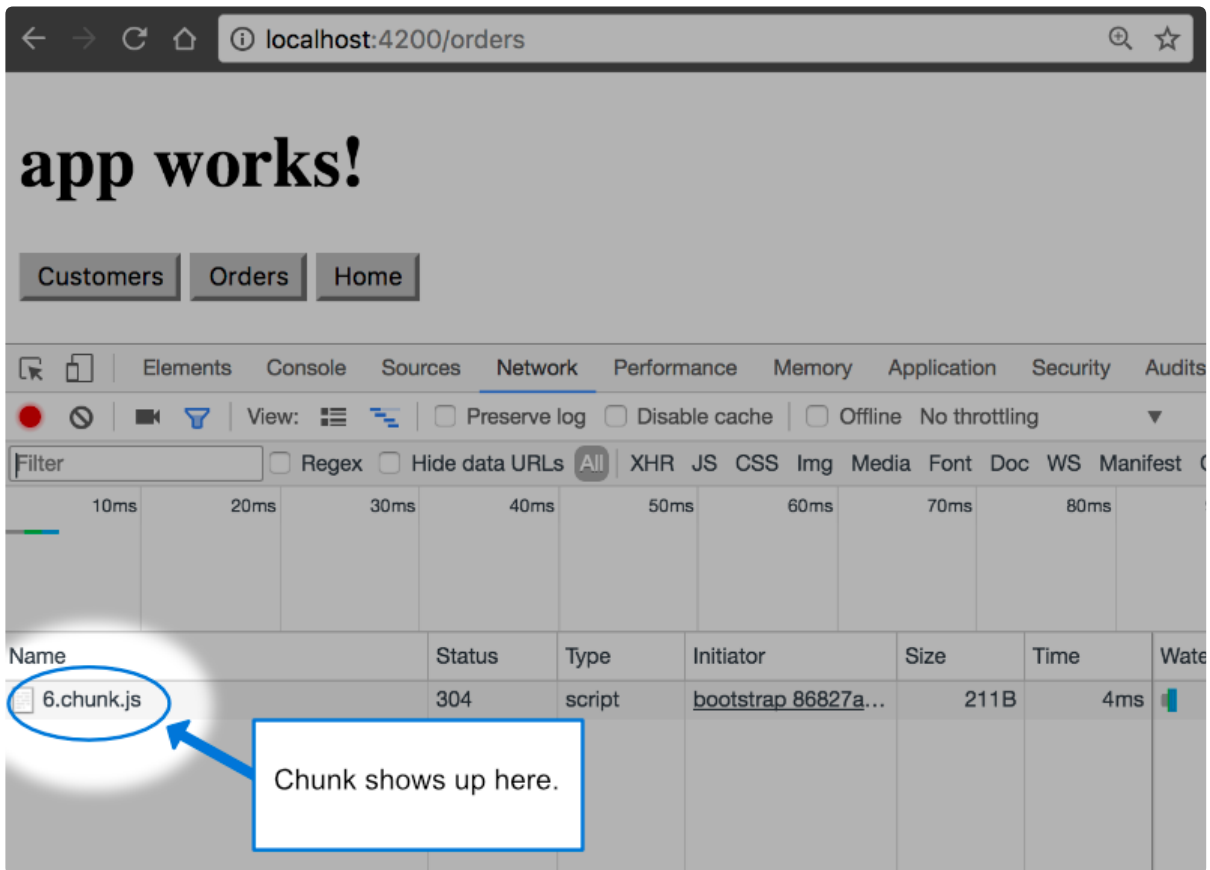 localhost:4200/orders
app works!
Customers Orders Home
Elements Console Sources Network Performance Memory Application Security Audits
View: Preserve log Disable cache Offline No throttling
Filter Regex Hide data URLs All XHR JS CSS Img Media Font Doc WS Manifest
10ms 20ms 30ms 40ms 50ms 60ms 70ms 80ms
Name Status Type Initiator Size Time Wate
6.chunk.js 304 script bootstrap 86827a... 211B 4ms
Chunk shows up here.